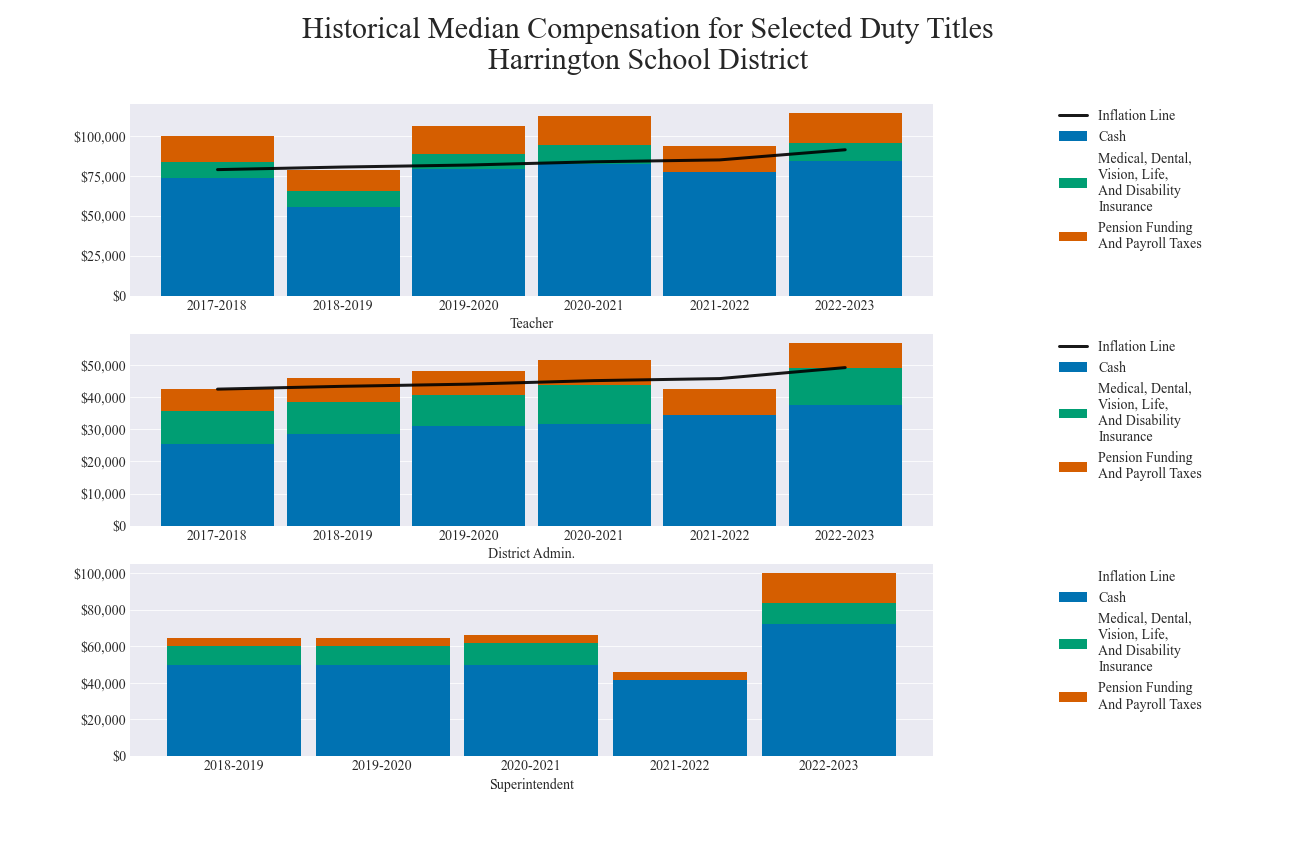 Historical Median Compensation for Selected Duty Titles
Harrington School District
$100,000
$75,000
$50,000
$25,000
$0
2017-2018 2018-2019 2019-2020 2020-2021 2021-2022 2022-2023
Teacher
Inflation Line
Cash
Medical, Dental,
Vision, Life,
And Disability
Insurance
Pension Funding
And Payroll Taxes
$50,000
$40,000
$30,000
$20,000
$10,000
$0
2017-2018 2018-2019 2019-2020 2020-2021 2021-2022 2022-2023
District Admin.
Inflation Line
Cash
Medical, Dental,
Vision, Life,
And Disability
Insurance
Pension Funding
And Payroll Taxes
$100,000
$80,000
$60,000
$40,000
$20,000
$0
2018-2019 2019-2020 2020-2021 2021-2022 2022-2023
Superintendent
Inflation Line
Cash
Medical, Dental,
Vision, Life,
And Disability
Insurance
Pension Funding
And Payroll Taxes